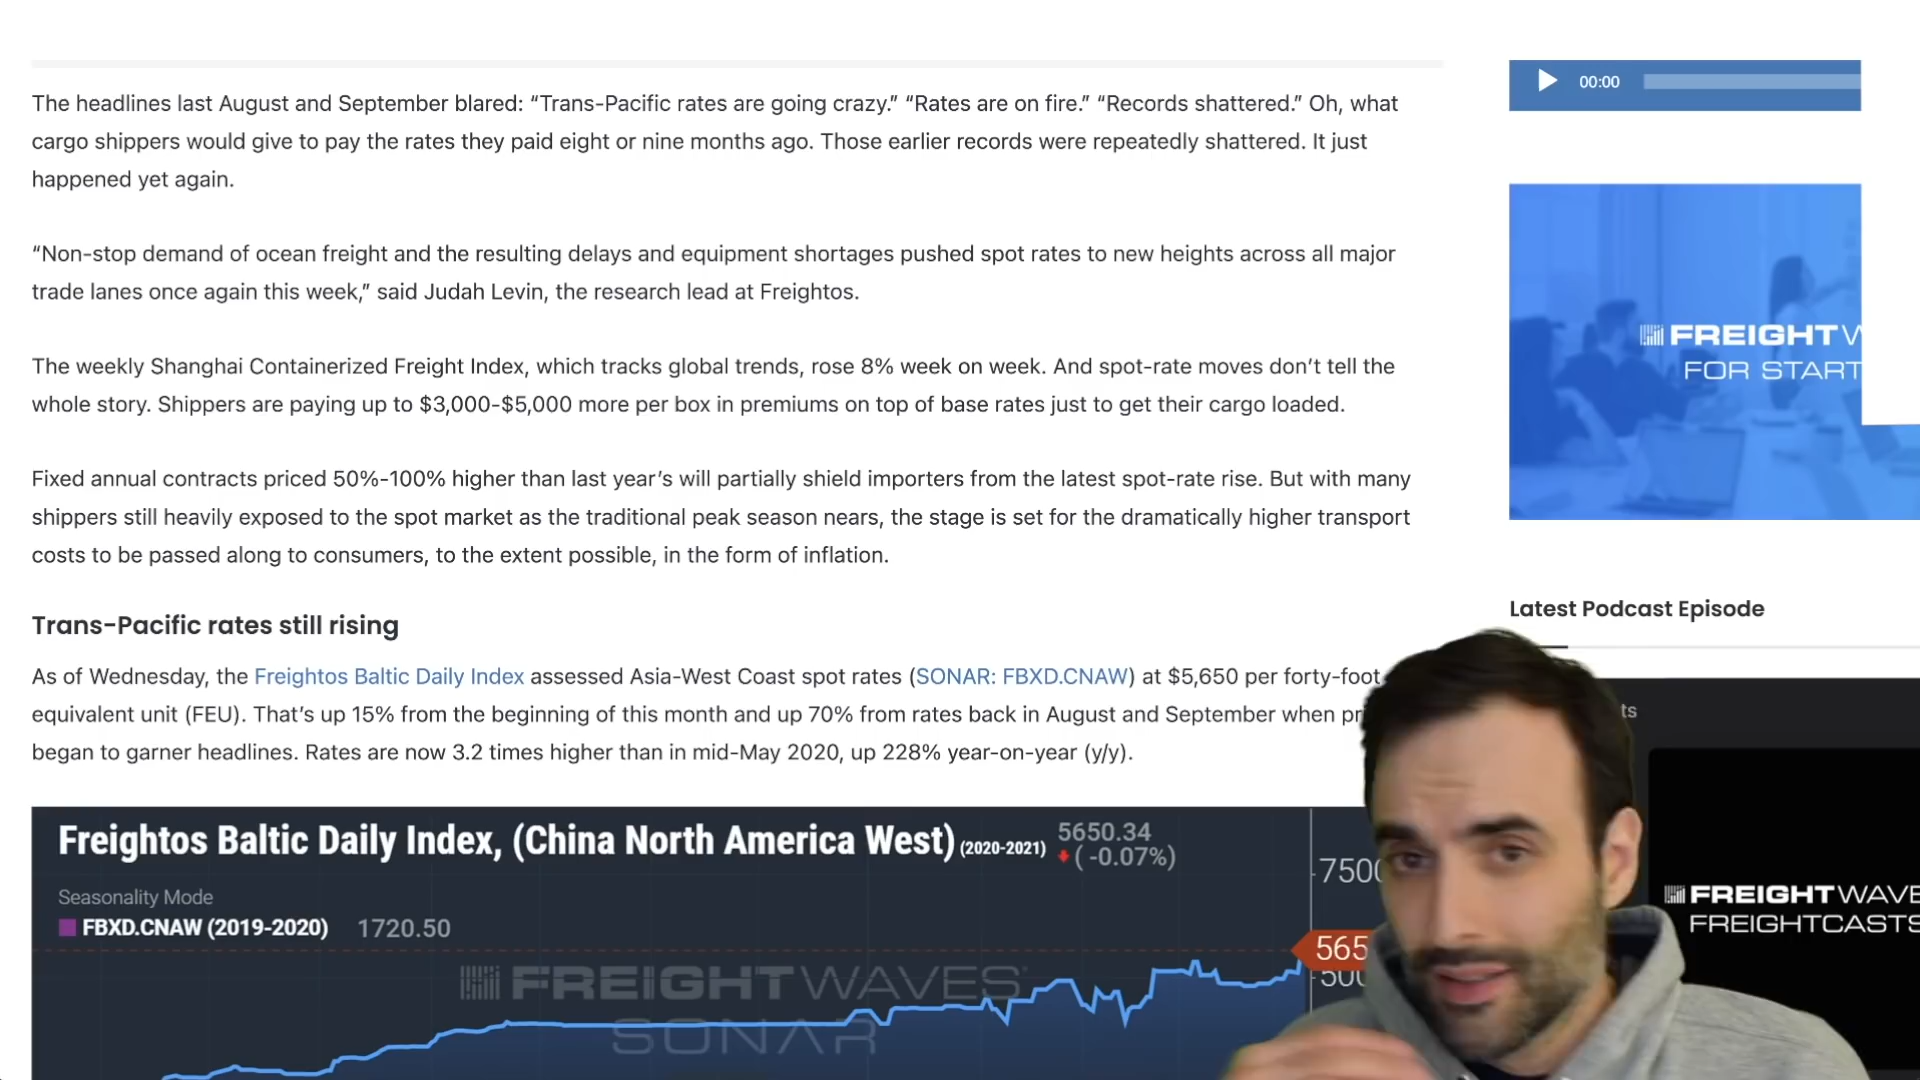 The headlines last August and September blared: “Trans-Pacific rates are going crazy.” “Rates are on fire.” “Records shattered.” Oh, what
cargo shippers would give to pay the rates they paid eight or nine months ago. Those earlier records were repeatedly shattered. It just
happened yet again.
“Non-stop demand of ocean freight and the resulting delays and equipment shortages pushed spot rates to new heights across all major
trade lanes once again this week,” said Judah Levin, the research lead at Freightos.
The weekly Shanghai Containerized Freight Index, which tracks global trends, rose 8% week on week. And spot-rate moves don’t tell the
whole story. Shippers are paying up to $3,000-$5,000 more per box in premiums on top of base rates just to get their cargo loaded.
Fixed annual contracts priced 50%-100% higher than last year’s will partially shield importers from the latest spot-rate rise. But with many
shippers still heavily exposed to the spot market as the traditional peak season nears, the stage is set for the dramatically higher transport
costs to be passed along to consumers, to the extent possible, in the form of inflation.
Trans-Pacific rates still rising
As of Wednesday, the Freightos Baltic Daily Index assessed Asia-West Coast spot rates (SONAR: FBXD.CNAW) at $5,650 per forty-foot
equivalent unit (FEU). That’s up 15% from the beginning of this month and up 70% from rates back in August and September when
began to garner headlines. Rates are now 3.2 times higher than in mid-May 2020, up 228% year-on-year (y/y).
Freightos Baltic Daily Index, (China North America West) (2020-2021)
5650.34
( -0.07%)
Seasonality Mode
FBXD.CNAW (2019-2020) 1720.50
FREIGHTWAVES
SONAR
7500
565
500
00:00
FREIGHTW
FOR START
Latest Podcast Episode
ts
FREIGHTWAVE
FREIGHTCASTS